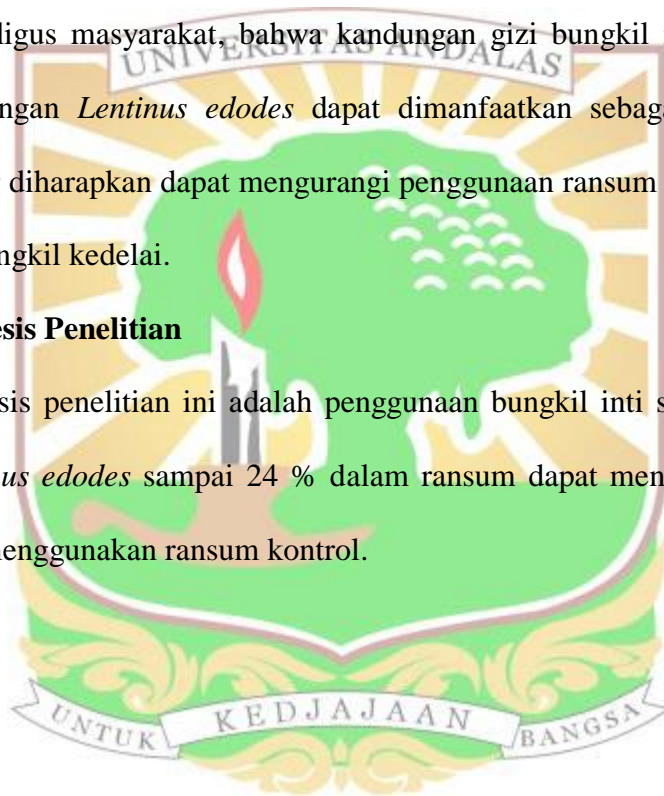 ligus masyarakat, bahwa kandungan gizi bungkil
UNIVERSITAS ANDALAS
ngan Lentinus edodes dapat dimanfaatkan sebaga
diharapkan dapat mengurangi penggunaan ransum
ngkil kedelai.
esis Penelitian
sis penelitian ini adalah penggunaan bungkil inti s
us edodes sampai 24 % dalam ransum dapat men
menggunakan ransum kontrol.
UNTUK KEDJAJAAN BANGSA